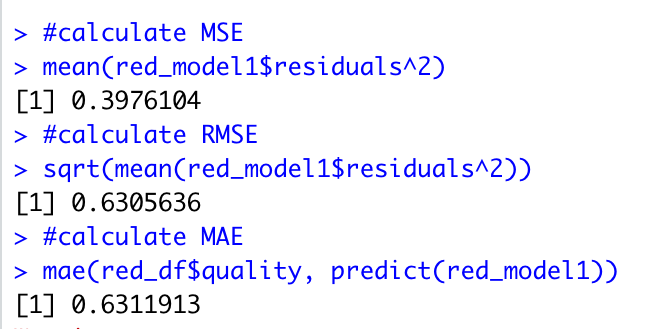 > #calculate MSE
> mean(red_model1$residuals^2)
[1] 0.3976104
> #calculate RMSE
> sqrt(mean(red_model1$residuals^2))
[1] 0.6305636
> #calculate MAE
> mae(red_df$quality, predict(red_model1))
[1] 0.6311913